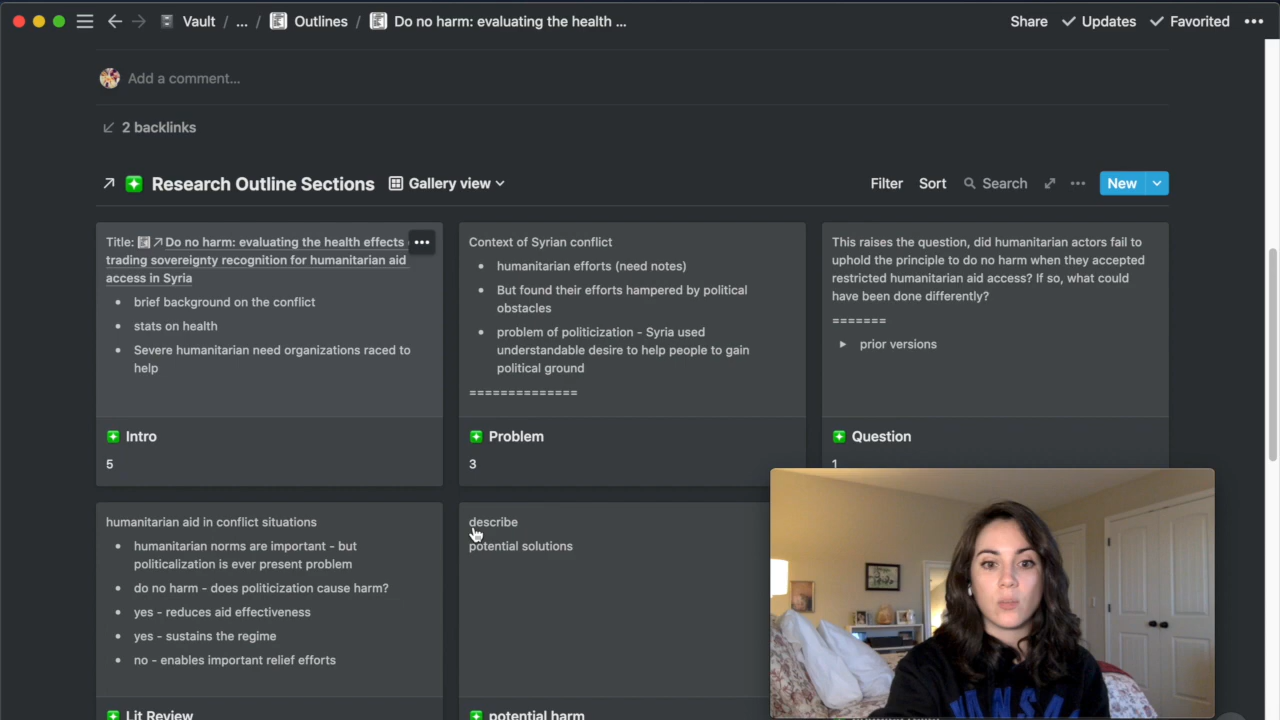 Vault / ... / Outlines / Do no harm: evaluating the health ...
Share Updates Favorited
Add a comment...
2 backlinks
Research Outline Sections Gallery view
Filter Sort Search New
Title: Do no harm: evaluating the health effects
trading sovereignty recognition for humanitarian aid
access in Syria
• brief background on the conflict
• stats on health
• Severe humanitarian need organizations raced to
help
Intro
5
Context of Syrian conflict
• humanitarian efforts (need notes)
• But found their efforts hampered by political
obstacles
• problem of politicization - Syria used
understandable desire to help people to gain
political ground
==============
Problem
3
This raises the question, did humanitarian actors fail to
uphold the principle to do no harm when they accepted
restricted humanitarian aid access? If so, what could
have been done differently?
=======
prior versions
Question
1
humanitarian aid in conflict situations
• humanitarian norms are important - but
politicalization is ever present problem
• do no harm - does politicization cause harm?
• yes - reduces aid effectiveness
• yes - sustains the regime
• no - enables important relief efforts
Lit Review
describe
potential solutions
potential harm